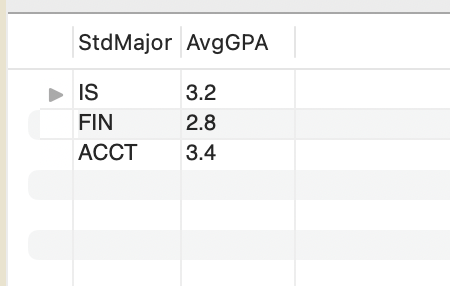 StdMajor AvgGPA
IS 3.2
FIN 2.8
ACCT 3.4